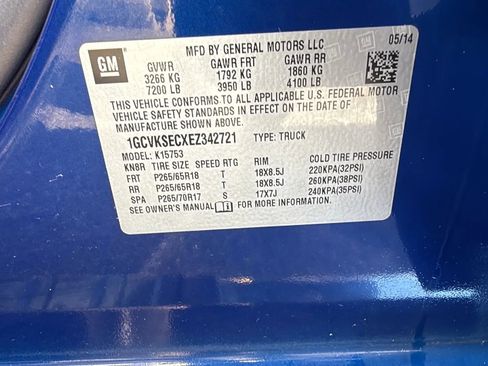 GM
MFD BY GENERAL MOTORS LLC 05/14
GVWR GAWR FRT GAWR RR
3266 KG 1792 KG 1860 KG
7200 LB 3950 LB 4100 LB
THIS VEHICLE CONFORMS TO ALL APPLICABLE U.S. FEDERAL MOTOR
VEHICLE SAFETY STANDARDS IN EFFECT ON THE DATE OF
MANUFACTURE SHOWN ABOVE.
1GCVKSECXEZ342721 TYPE: TRUCK
MODEL: K15753
KN8R TIRE SIZE SPEED RTG RIM COLD TIRE PRESSURE
FRT P265/65R18 T 18X8.5J 220KPA(32PSI)
RR P265/65R18 T 18X8.5J 260KPA(38PSI)
SPA P265/70R17 S 17X7J 240KPA(35PSI)
SEE OWNER'S MANUAL FOR MORE INFORMATION.